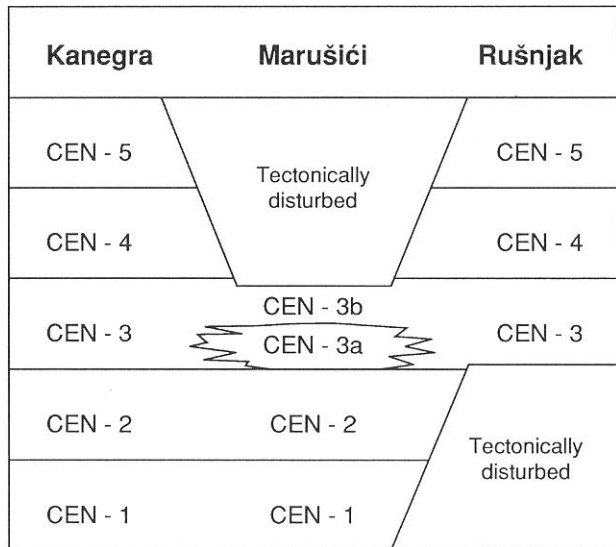 Kanegra Marušići Rušnjak
CEN - 5 Tectonically disturbed CEN - 5
CEN - 4 CEN - 4
CEN - 3b
CEN - 3 CEN - 3a CEN - 3
CEN - 2 CEN - 2 Tectonically disturbed
CEN - 1 CEN - 1